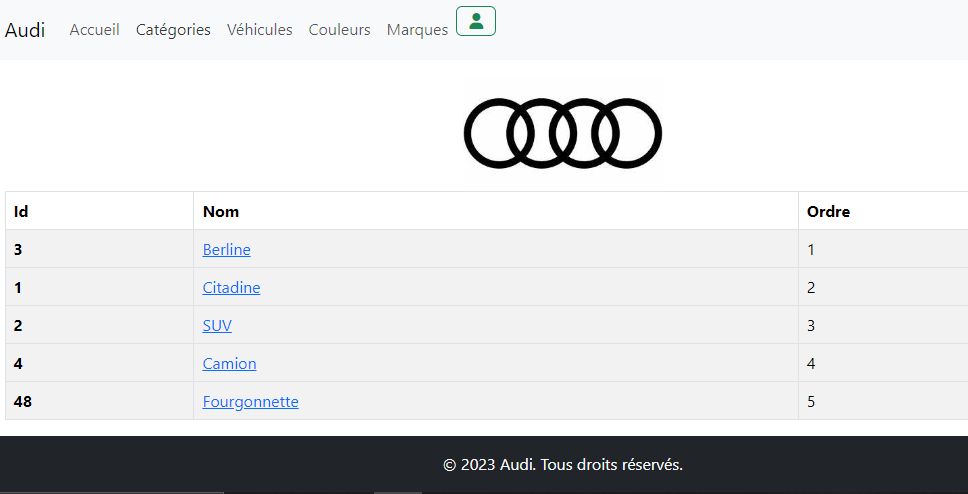 Audi Accueil Catégories Véhicules Couleurs Marques
Id Nom Ordre
3 Berline 1
1 Citadine 2
2 SUV 3
4 Camion 4
48 Fourgonnette 5
© 2023 Audi. Tous droits réservés.